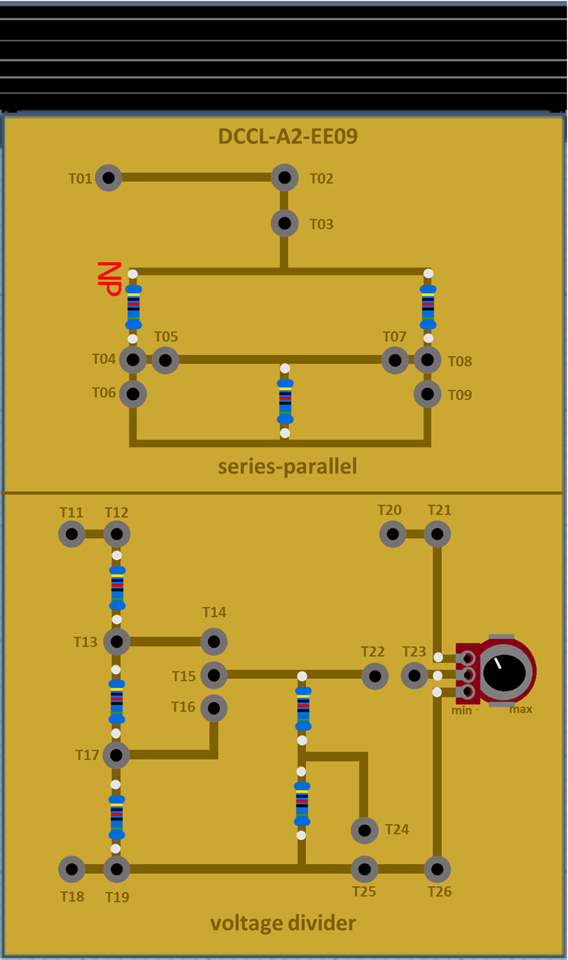 DCCL-A2-EE09
T01
T02
T03
NP
T05
T07
T04
T08
T06
T09
series-parallel
T11
T12
T20
T21
T14
T13
T22
T23
T15
T16
min
max
T17
T24
T18
T19
T25
T26
voltage divider